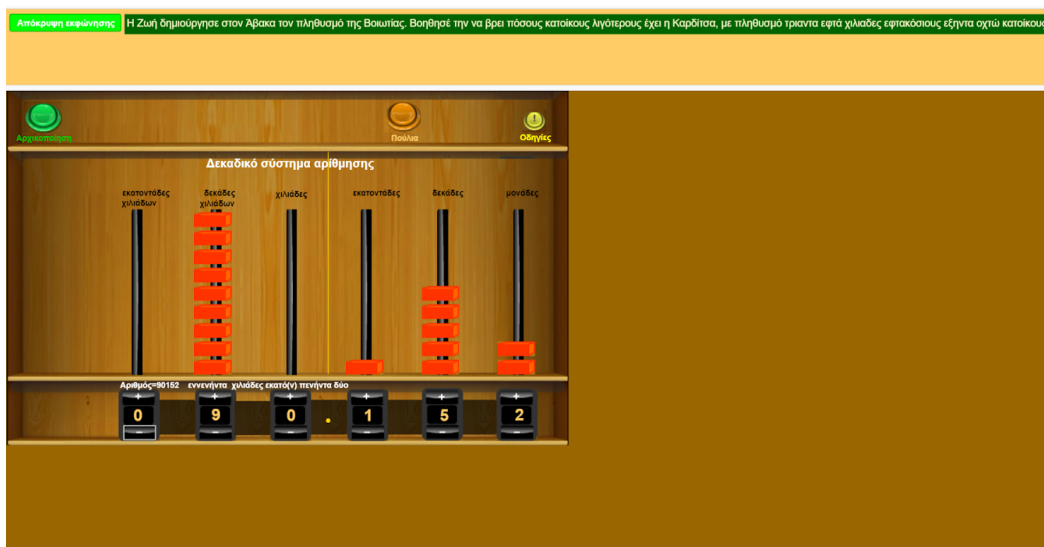 Απόκρυψη εκφώνησης
Η Ζωή δημιούργησε στον Άβακα τον πληθυσμό της Βοιωτίας. Βοηθησέ την να βρει πόσους κατοίκους λιγότερους έχει η Καρδίτσα, με πληθυσμό τριαντα εφτά χιλιαδες εφτακόσιους εξηντα οχτώ κατοίκους
Αρχικοποίηση
Πούλια
Οδηγίες
Δεκαδικό σύστημα αρίθμησης
εκατοντάδες χιλιάδων
δεκάδες χιλιάδων
χιλιάδες
εκατοντάδες
δεκάδες
μονάδες
Αριθμός=90152 εννενήντα χιλιάδες εκατό(ν) πενήντα δύο
+ + + + + +
0 9 0 . 1 5 2
- - - - - -